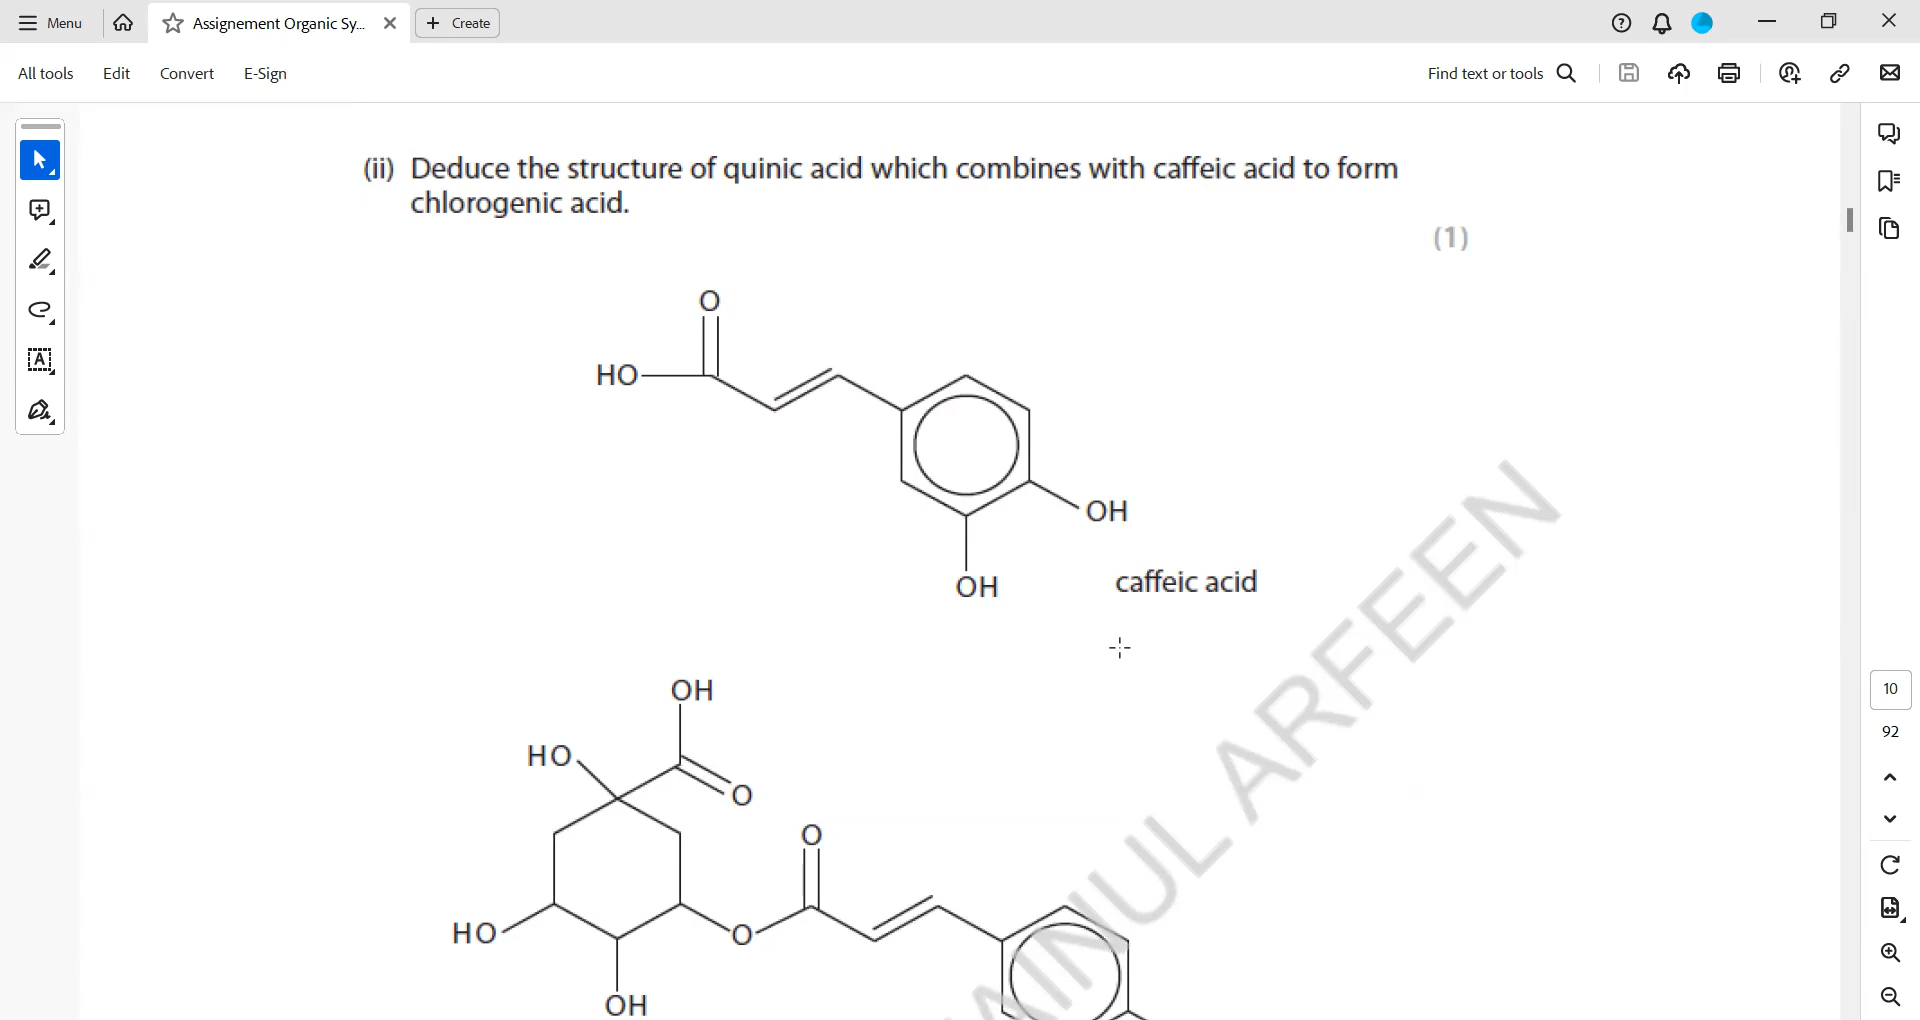 Menu
Assignement Organic Sy...
Create
All tools
Edit
Convert
E-Sign
Find text or tools
(ii) Deduce the structure of quinic acid which combines with caffeic acid to form
chlorogenic acid.
(1)
O
HO
OH
OH
caffeic acid
OH
HO
O
O
HO
O
OH
AINUL ARFEEN
10
92